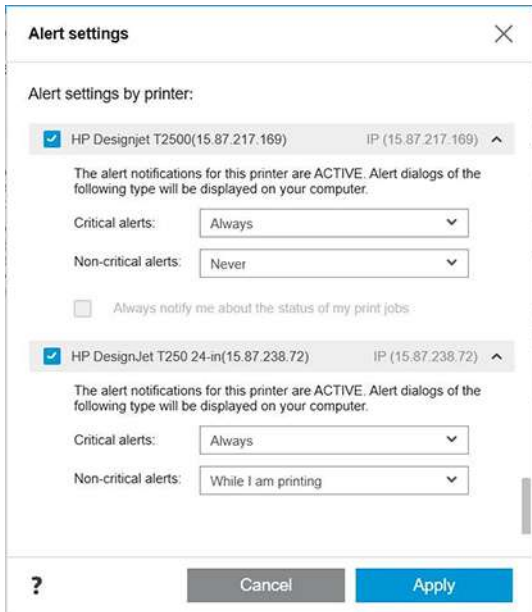 Alert settings
Alert settings by printer:
HP Designjet T2500(15.87.217.169) IP (15.87.217.169)
The alert notifications for this printer are ACTIVE. Alert dialogs of the
following type will be displayed on your computer.
Critical alerts: Always
Non-critical alerts: Never
Always notify me about the status of my print jobs
HP DesignJet T250 24-in(15.87.238.72) IP (15.87.238.72)
The alert notifications for this printer are ACTIVE. Alert dialogs of the
following type will be displayed on your computer.
Critical alerts: Always
Non-critical alerts: While I am printing
? Cancel Apply